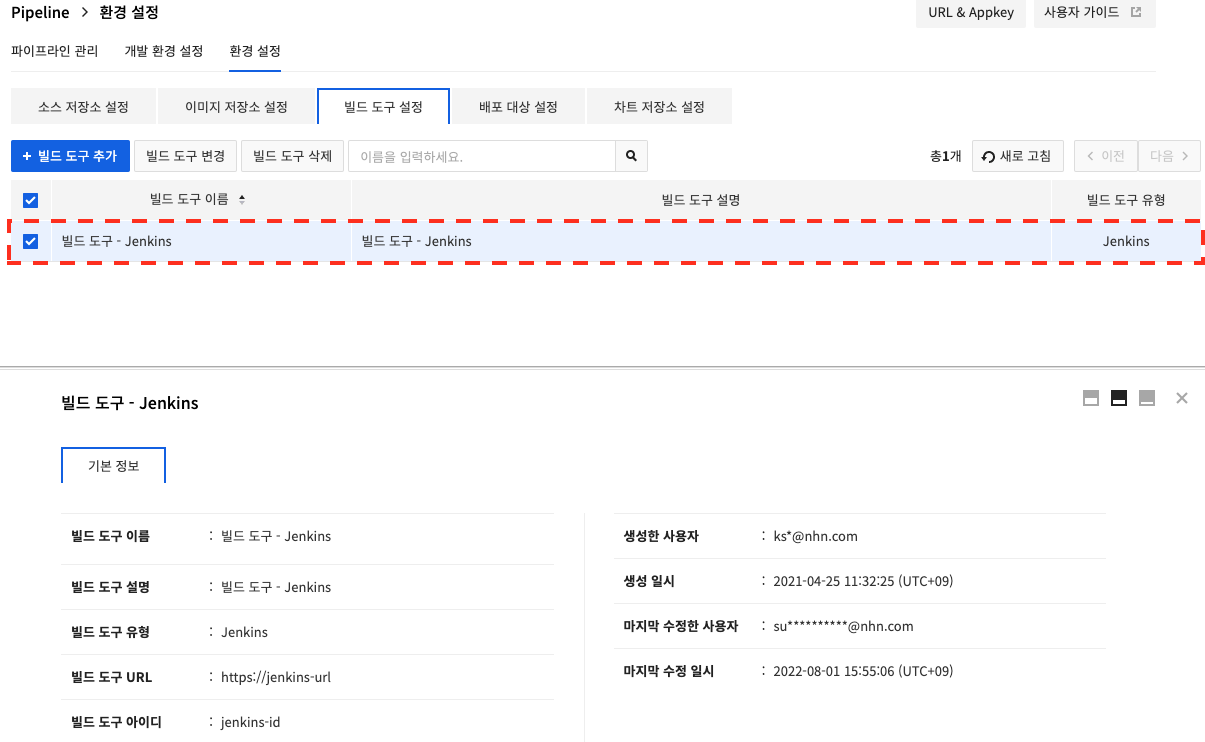 Pipeline > 환경 설정
URL & Appkey
사용자 가이드
파이프라인 관리 개발 환경 설정 환경 설정
소스 저장소 설정 이미지 저장소 설정 빌드 도구 설정 배포 대상 설정 차트 저장소 설정
+ 빌드 도구 추가 빌드 도구 변경 빌드 도구 삭제 이름을 입력하세요. 총1개 새로 고침 < 이전 다음 >
빌드 도구 이름 빌드 도구 설명 빌드 도구 유형
빌드 도구 - Jenkins 빌드 도구 - Jenkins Jenkins
빌드 도구 - Jenkins
기본 정보
빌드 도구 이름 : 빌드 도구 - Jenkins
빌드 도구 설명 : 빌드 도구 - Jenkins
빌드 도구 유형 : Jenkins
빌드 도구 URL : https://jenkins-url
빌드 도구 아이디 : jenkins-id
생성한 사용자 : ks*@nhn.com
생성 일시 : 2021-04-25 11:32:25 (UTC+09)
마지막 수정한 사용자 : su**********@nhn.com
마지막 수정 일시 : 2022-08-01 15:55:06 (UTC+09)